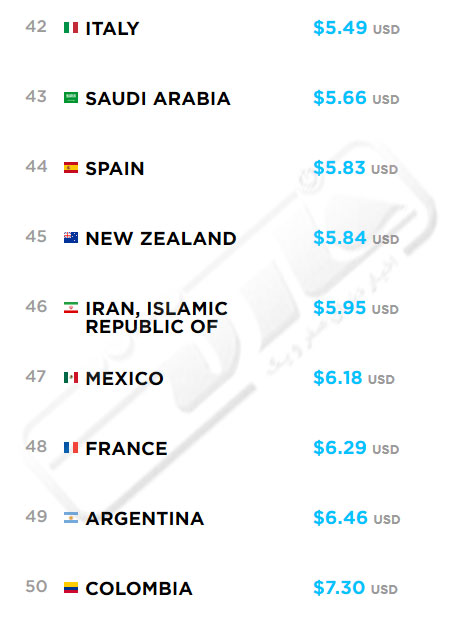 42 ITALY $5.49 USD
43 SAUDI ARABIA $5.66 USD
44 SPAIN $5.83 USD
45 NEW ZEALAND $5.84 USD
46 IRAN, ISLAMIC $5.95 USD
REPUBLIC OF
47 MEXICO $6.18 USD
48 FRANCE $6.29 USD
49 ARGENTINA $6.46 USD
50 COLOMBIA $7.30 USD